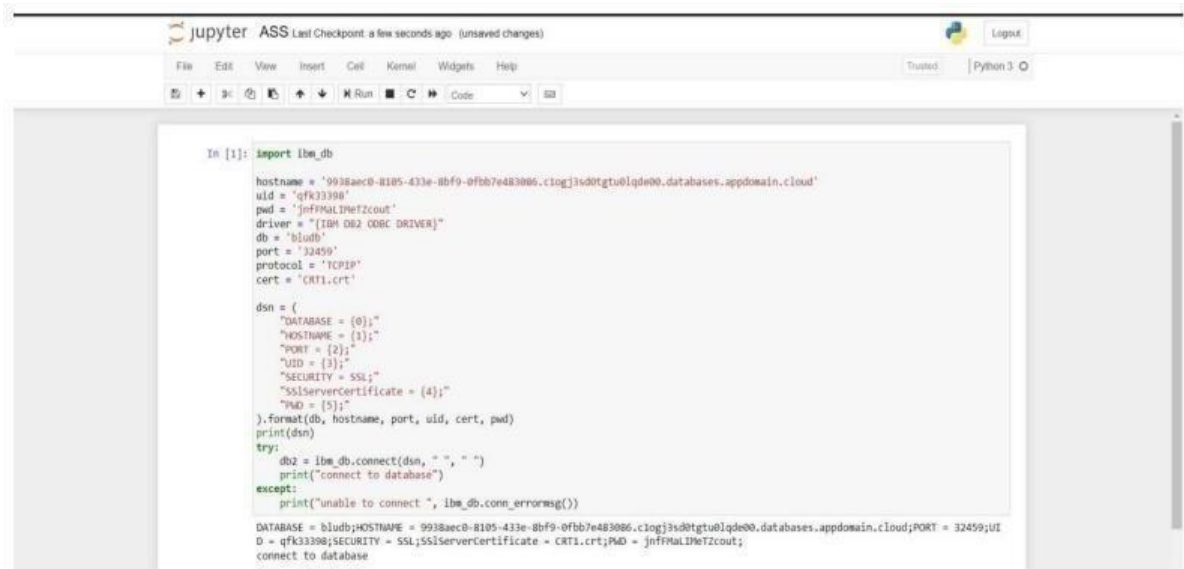 jupyter ASS Last Checkpoint: a few seconds ago (unsaved changes) Logout
File Edit View Insert Cell Kernel Widgets Help Trusted Python 3
Run Code
In [1]: import ibm_db
hostname = '9938aec0-8105-433e-8bf9-0fbb7e483086.c1ogj3sd0tgtu0lqde00.databases.appdomain.cloud'
uid = 'qfk33398'
pwd = 'jnfFMaLIMeTZcout'
driver = "{IBM DB2 ODBC DRIVER}"
db = 'bludb'
port = '32459'
protocol = 'TCPIP'
cert = 'CRT1.crt'
dsn = (
"DATABASE = {0};"
"HOSTNAME = {1};"
"PORT = {2};"
"UID = {3};"
"SECURITY = SSL;"
"SSlServerCertificate = {4};"
"PWD = {5};"
).format(db, hostname, port, uid, cert, pwd)
print(dsn)
try:
db2 = ibm_db.connect(dsn, " ", " ")
print("connect to database")
except:
print("unable to connect ", ibm_db.conn_errormsg())
DATABASE = bludb;HOSTNAME = 9938aec0-8105-433e-8bf9-0fbb7e483086.c1ogj3sd0tgtu0lqde00.databases.appdomain.cloud;PORT = 32459;UI
D = qfk33398;SECURITY = SSL;SSlServerCertificate = CRT1.crt;PWD = jnfFMaLIMeTZcout;
connect to database